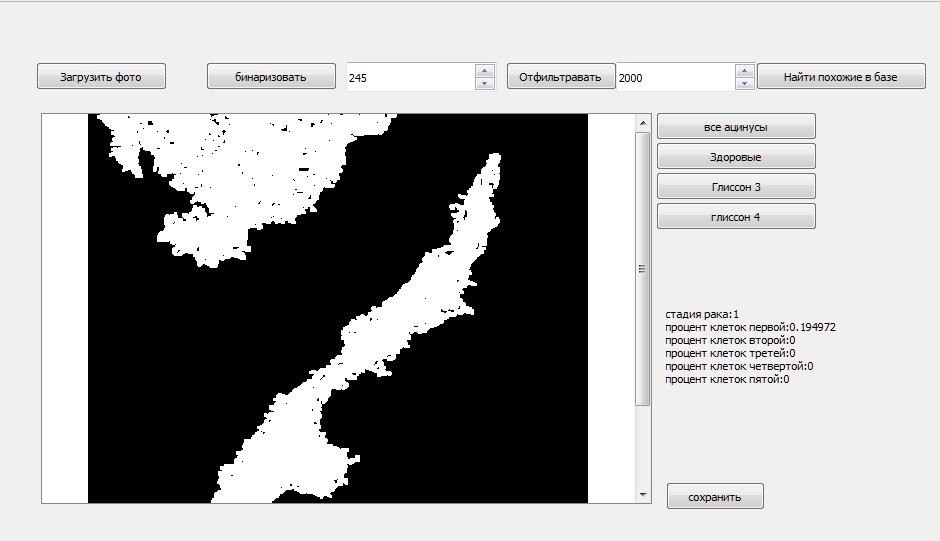 Загрузить фото бинаризовать 245 Отфильтравать 2000 Найти похожие в базе
все ацинусы
Здоровые
Глиссон 3
глиссон 4
стадия рака:1
процент клеток первой:0.194972
процент клеток второй:0
процент клеток третей:0
процент клеток четвертой:0
процент клеток пятой:0
сохранить